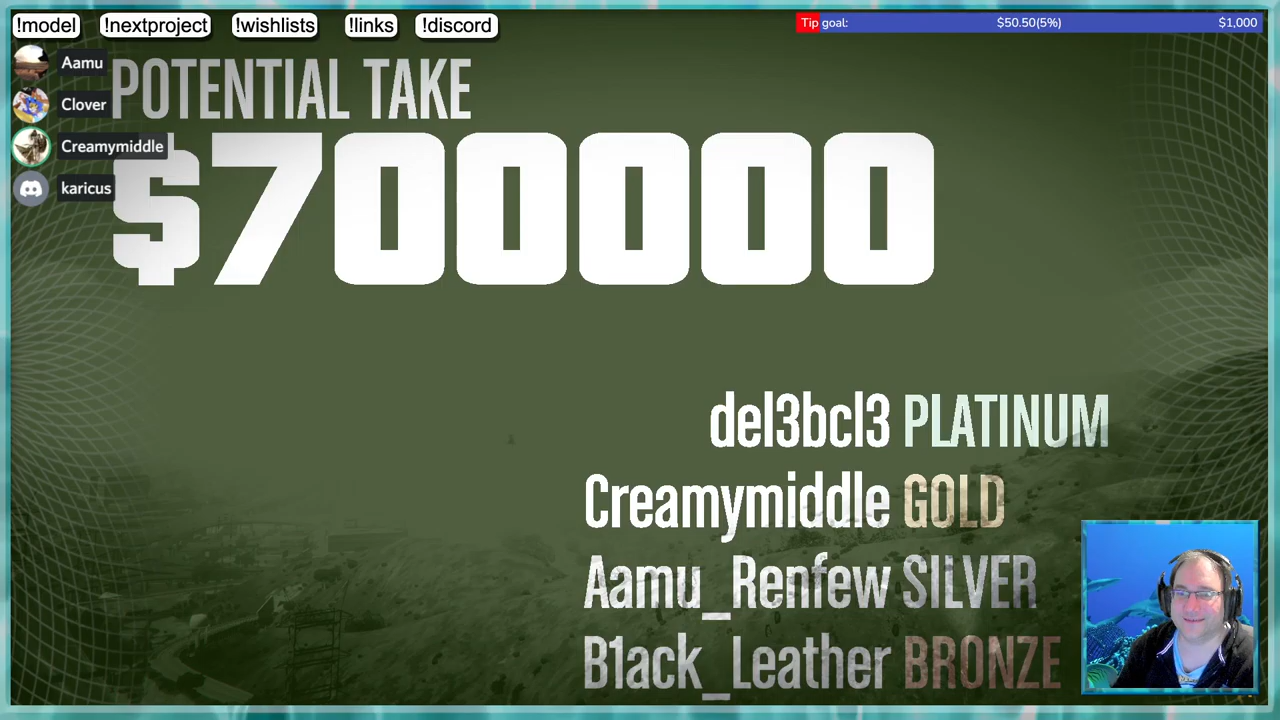 !model !nextproject !wishlists !links !discord
Tip goal: $50.50(5%) $1,000
Aamu
Clover
Creamymiddle
karicus
POTENTIAL TAKE
$700000
del3bcl3 PLATINUM
Creamymiddle GOLD
Aamu_Renfew SILVER
B1ack_Leather BRONZE